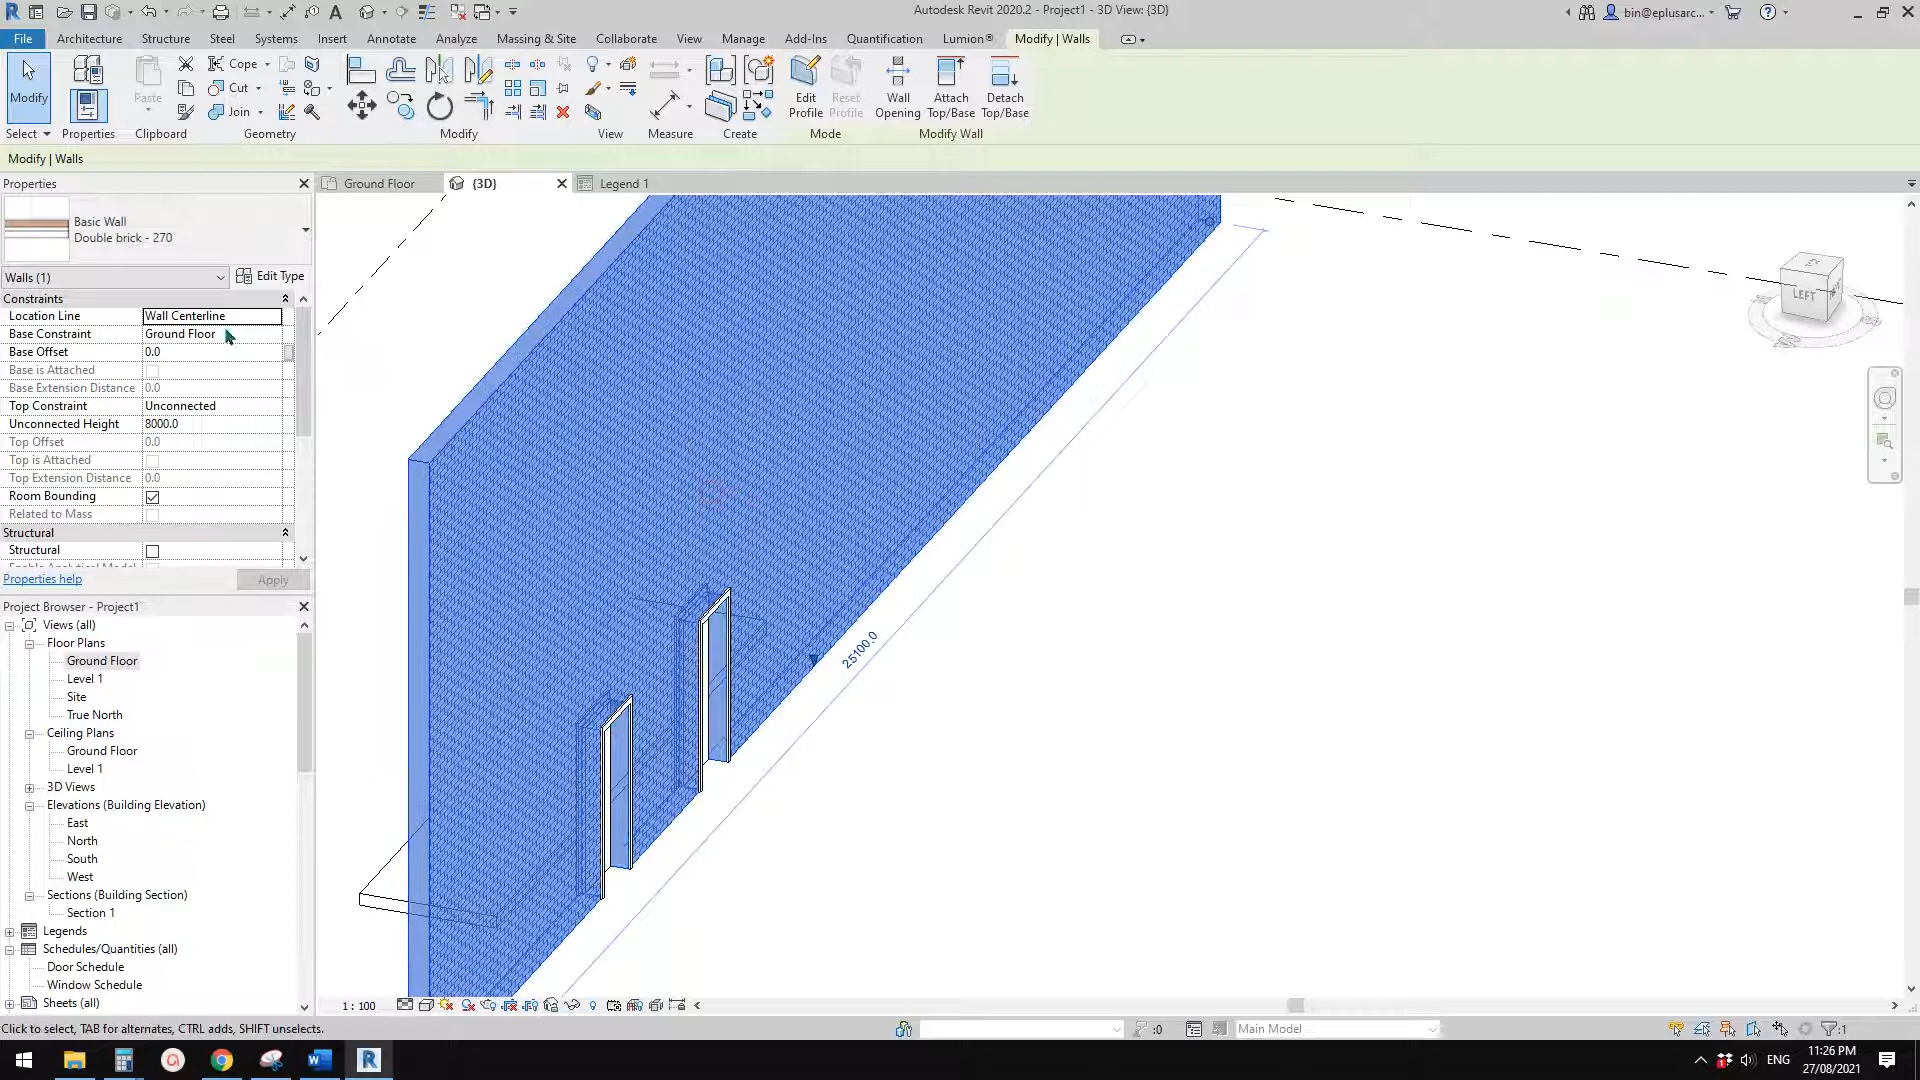 Autodesk Revit 2020.2 - Project1 - 3D View: {3D}
bin@eplusarc...
File Architecture Structure Steel Systems Insert Annotate Analyze Massing & Site Collaborate View Manage Add-Ins Quantification Lumion® Modify | Walls
Modify
Paste
Cope
Cut
Join
Edit Profile
Reset Profile
Wall Opening
Attach Top/Base
Detach Top/Base
Select Properties Clipboard Geometry Modify View Measure Create Mode Modify Wall
Modify | Walls
Properties
Ground Floor {3D} Legend 1
Basic Wall
Double brick - 270
Walls (1) Edit Type
Constraints
Location Line Wall Centerline
Base Constraint Ground Floor
Base Offset 0.0
Base is Attached
Base Extension Distance 0.0
Top Constraint Unconnected
Unconnected Height 8000.0
Top Offset 0.0
Top is Attached
Top Extension Distance 0.0
Room Bounding
Related to Mass
Structural
Structural
Enable Analytical Model
Properties help Apply
Project Browser - Project1
Views (all)
Floor Plans
Ground Floor
Level 1
Site
True North
Ceiling Plans
Ground Floor
Level 1
3D Views
Elevations (Building Elevation)
East
North
South
West
Sections (Building Section)
Section 1
Legends
Schedules/Quantities (all)
Door Schedule
Window Schedule
Sheets (all)
LEFT
25100.0
1 : 100
Click to select, TAB for alternates, CTRL adds, SHIFT unselects.
:0
Main Model
:1
ENG
11:26 PM
27/08/2021